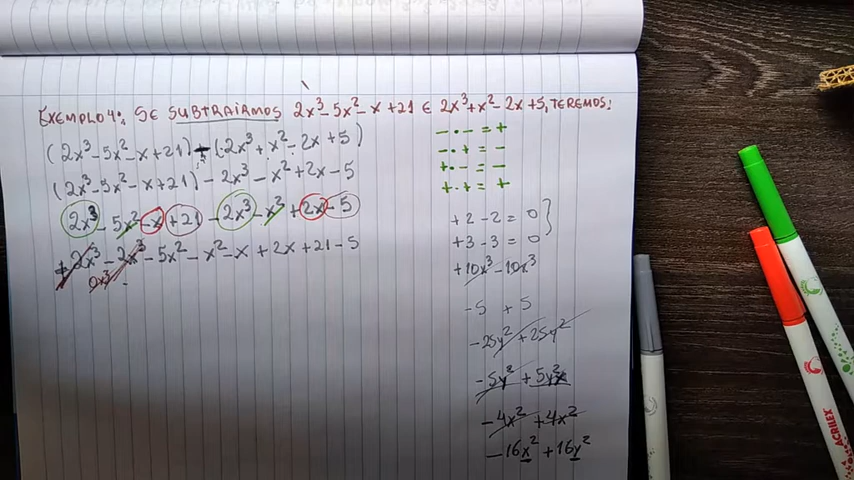 EXEMPLO 4: SE SUBTRAIRMOS 2x³-5x²-x+21 E 2x³+x²-2x+5, TEREMOS:
(2x³-5x²-x+21) - (2x³+x²-2x+5)
(2x³-5x²-x+21) - 2x³ - x² + 2x - 5
2x³ - 5x² - x + 21 - 2x³ - x² + 2x - 5
+2x³ - 2x³ - 5x² - x² - x + 2x + 21 - 5
0x³
- · - = +
- · + = -
+ · - = -
+ · + = +
+2 - 2 = 0
+3 - 3 = 0
+10x³ - 10x³
-5 + 5
-25y² + 25y²
-5y² + 5y²
-4x² + 4x²
-16x² + 16y²
ACRILEX